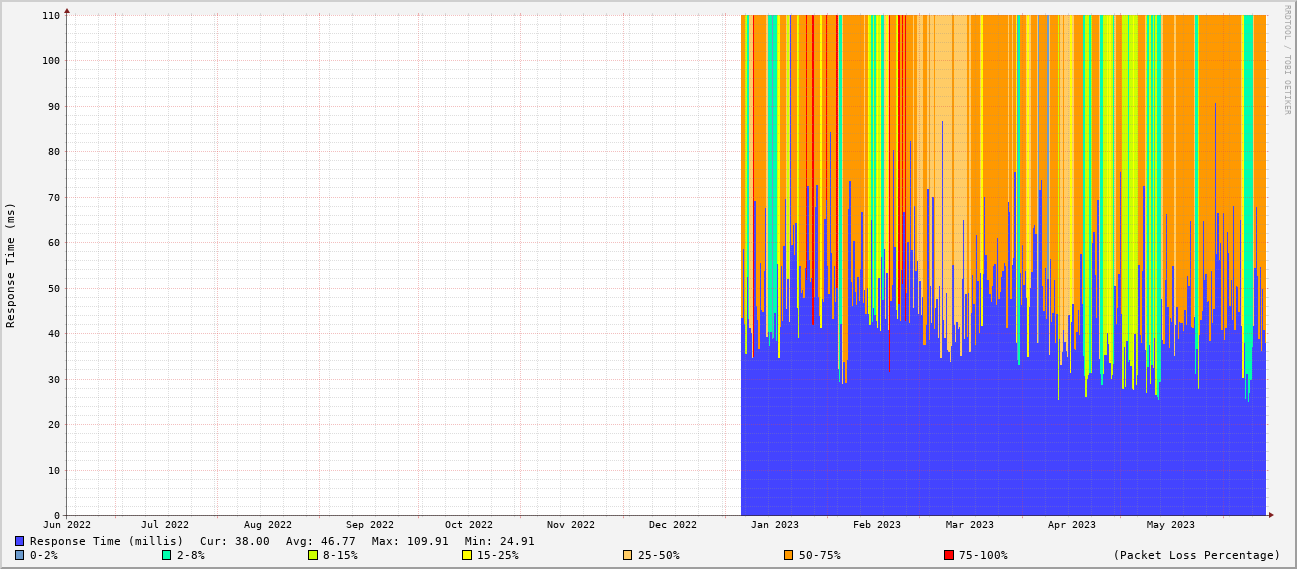 RRDTOOL / TOBI OETIKER
Response Time (ms)
110
100
90
80
70
60
50
40
30
20
10
0
Jun 2022 Jul 2022 Aug 2022 Sep 2022 Oct 2022 Nov 2022 Dec 2022 Jan 2023 Feb 2023 Mar 2023 Apr 2023 May 2023
Response Time (millis) Cur: 38.00 Avg: 46.77 Max: 109.91 Min: 24.91
0-2% 2-8% 8-15% 15-25% 25-50% 50-75% 75-100% (Packet Loss Percentage)